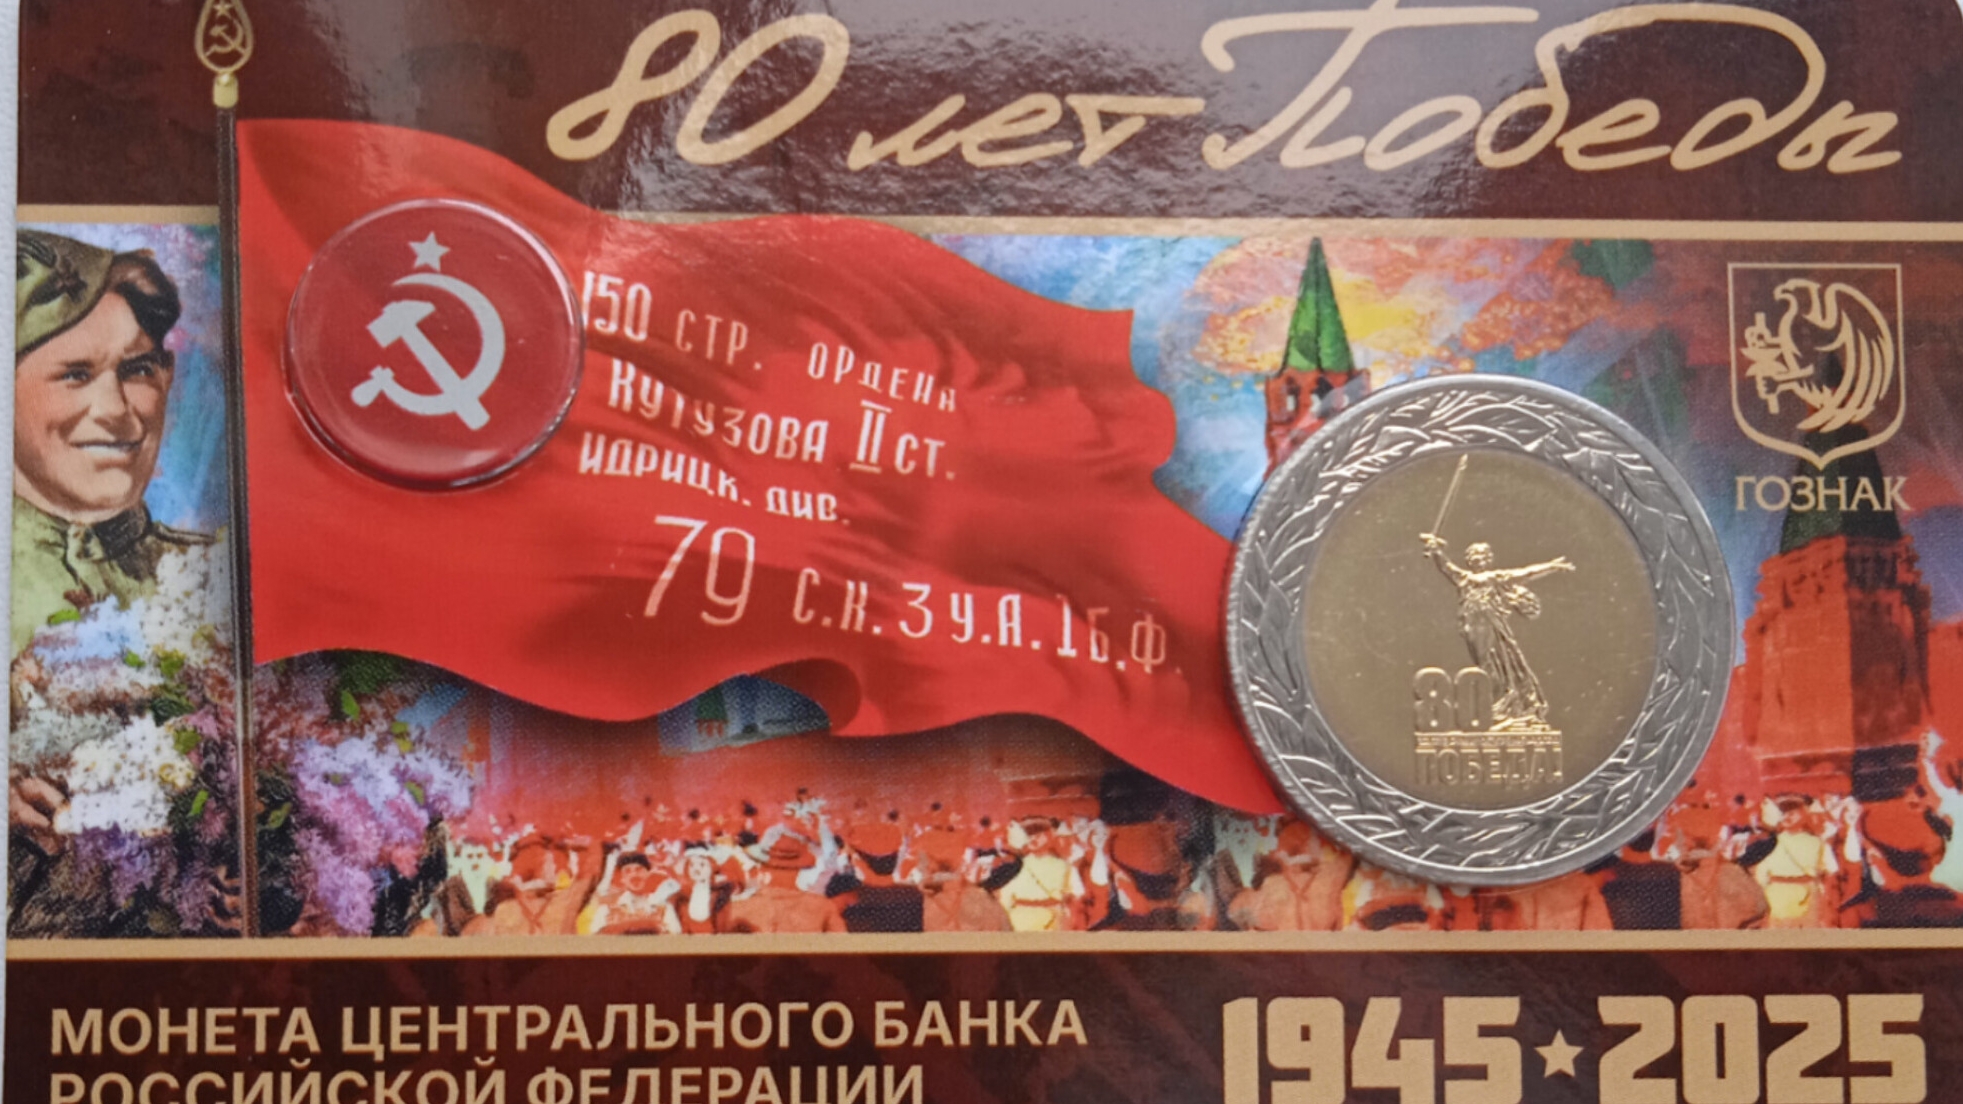 80 лет Победы
150 СТР. ОРДЕНА
КУТУЗОВА II СТ.
ИДРИЦК. ДИВ.
79 С.К. 3 У.А. 1 Б.Ф.
ГОЗНАК
80
ПОБЕДА!
МОНЕТА ЦЕНТРАЛЬНОГО БАНКА
РОССИЙСКОЙ ФЕДЕРАЦИИ
1945★2025